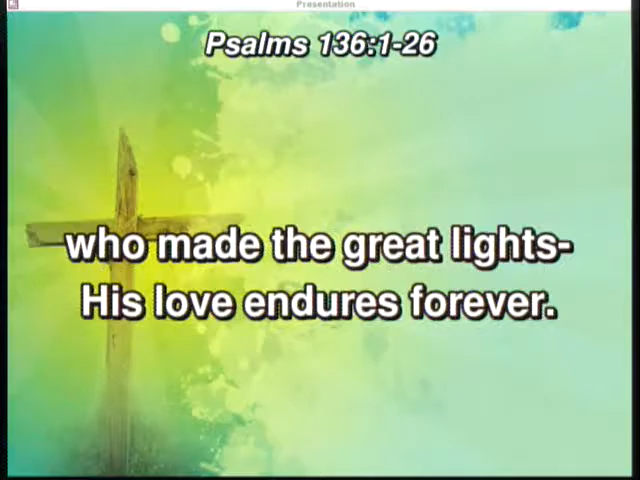 Presentation
Psalms 136:1-26
who made the great lights-
His love endures forever.